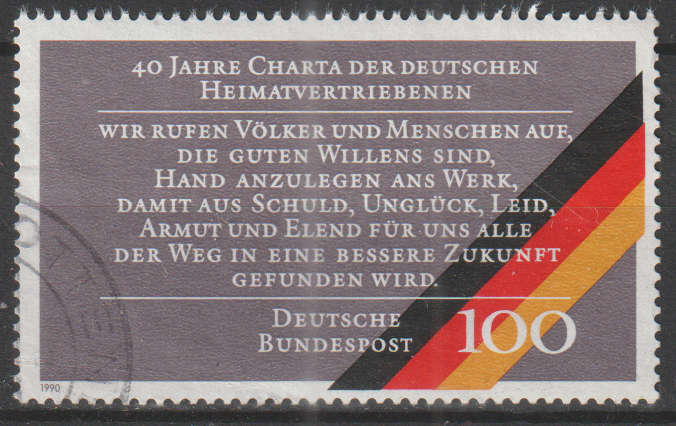 40 JAHRE CHARTA DER DEUTSCHEN
HEIMATVERTRIEBENEN
WIR RUFEN VÖLKER UND MENSCHEN AUF,
DIE GUTEN WILLENS SIND,
HAND ANZULEGEN ANS WERK,
DAMIT AUS SCHULD, UNGLÜCK, LEID,
ARMUT UND ELEND FÜR UNS ALLE
DER WEG IN EINE BESSERE ZUKUNFT
GEFUNDEN WIRD.
DEUTSCHE
BUNDESPOST 100
1990